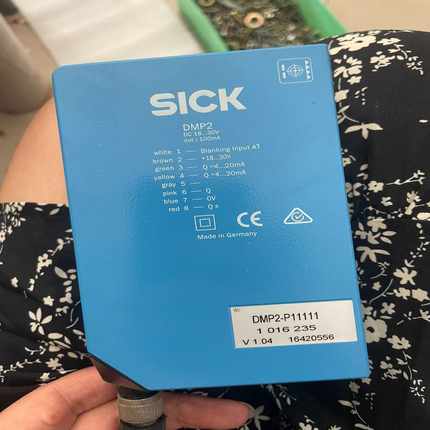 SICK
DMP2
DC 18...30V
out : 100mA
white 1 Blanking Input AT
brown 2 +18...30V
green 3 Q ⎓4...20mA
yellow 4 Q ⎓4...20mA
gray 5
pink 6 Q
blue 7 0V
red 8 Q s
CE
Made in Germany
DMP2-P11111
1 016 235
V 1.04 16420556